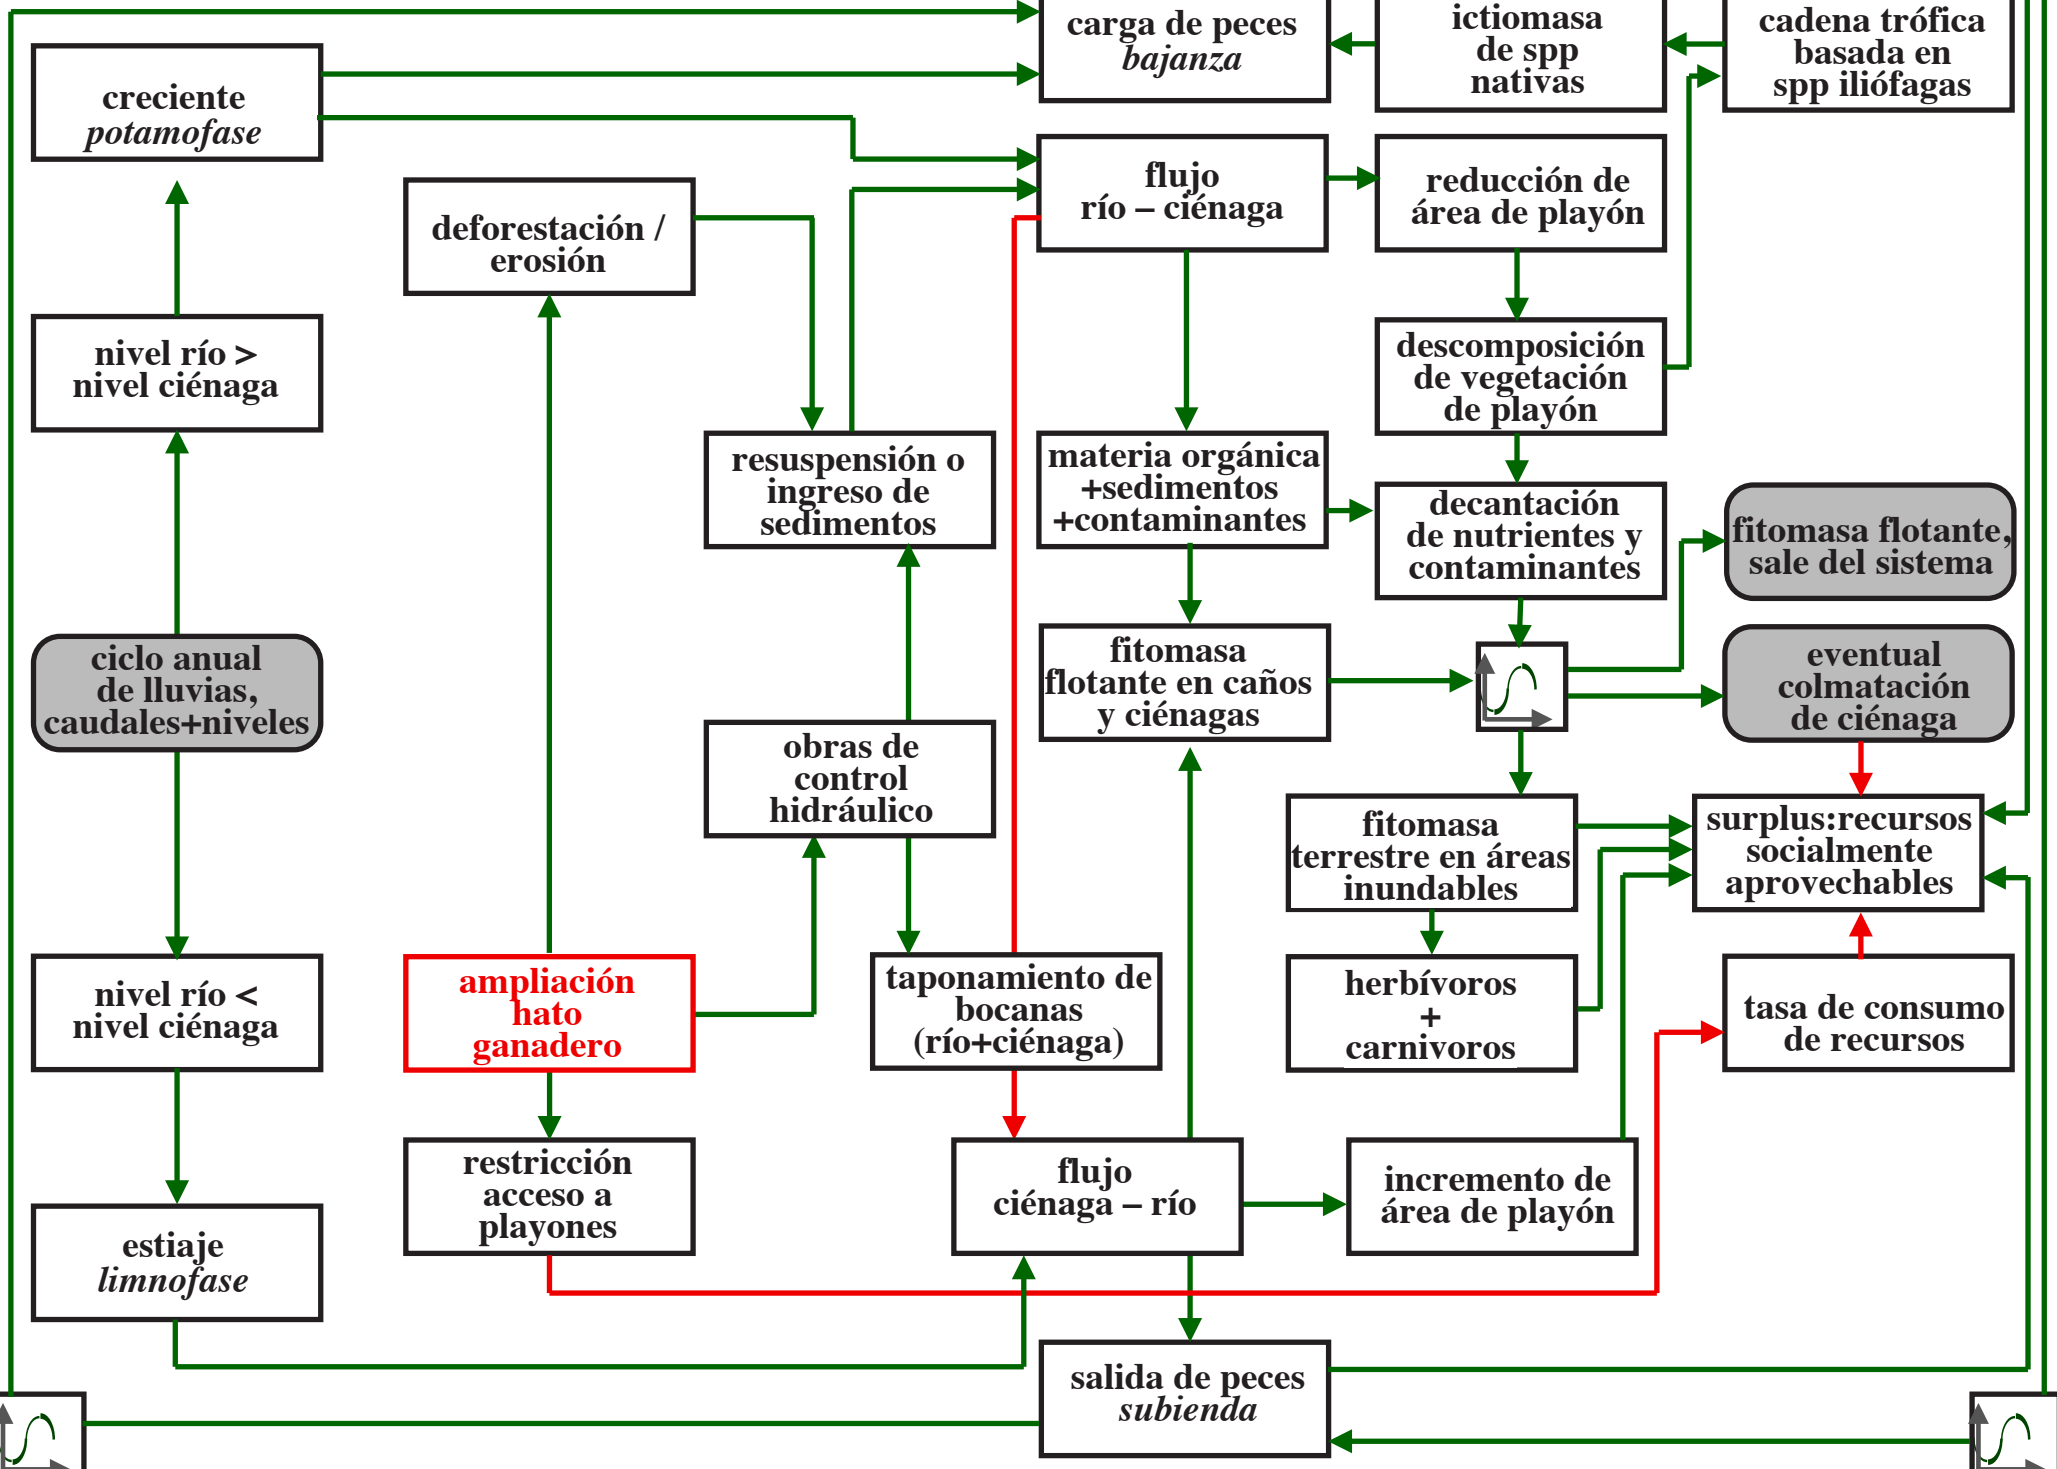 carga de peces
bajanza
ictiomasa
de spp
nativas
cadena trófica
basada en
spp iliófagas
creciente
potamofase
flujo
río – ciénaga
reducción de
área de playón
deforestación /
erosión
nivel río >
nivel ciénaga
descomposición
de vegetación
de playón
resuspensión o
ingreso de
sedimentos
materia orgánica
+sedimentos
+contaminantes
decantación
de nutrientes y
contaminantes
fitomasa flotante,
sale del sistema
ciclo anual
de lluvias,
caudales+niveles
fitomasa
flotante en caños
y ciénagas
eventual
colmatación
de ciénaga
obras de
control
hidráulico
fitomasa
terrestre en áreas
inundables
surplus:recursos
socialmente
aprovechables
nivel río <
nivel ciénaga
ampliación
hato
ganadero
taponamiento de
bocanas
(río+ciénaga)
herbívoros
+
carnivoros
tasa de consumo
de recursos
restricción
acceso a
playones
flujo
ciénaga – río
incremento de
área de playón
estiaje
limnofase
salida de peces
subienda